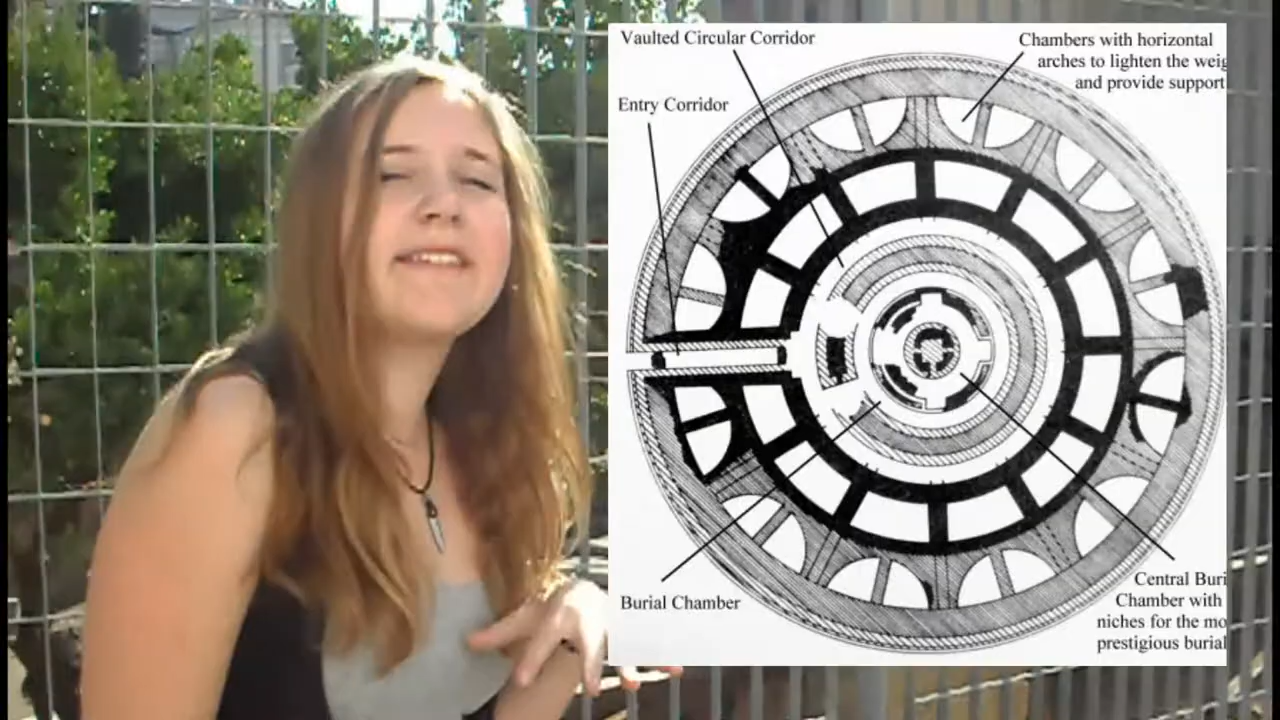 Vaulted Circular Corridor
Chambers with horizontal
arches to lighten the weig
and provide support
Entry Corridor
Burial Chamber
Central Buri
Chamber with
niches for the mo
prestigious burial